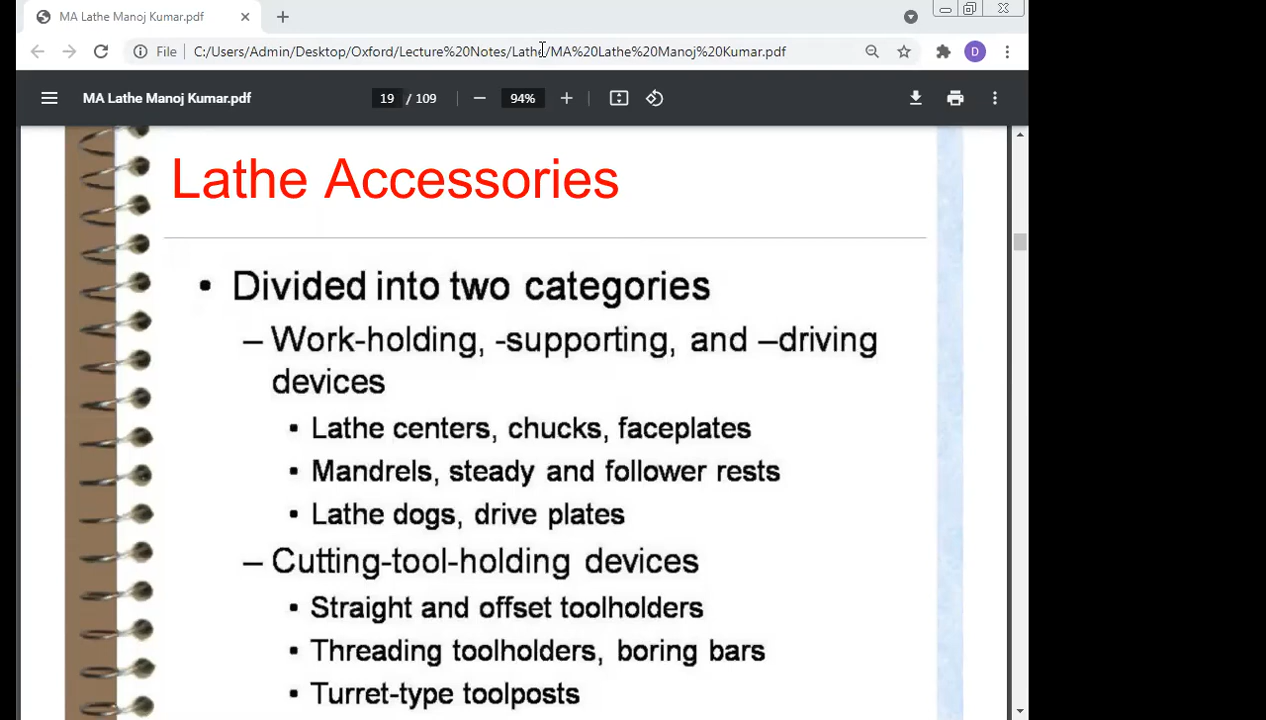 MA Lathe Manoj Kumar.pdf
File C:/Users/Admin/Desktop/Oxford/Lecture%20Notes/Lathe/MA%20Lathe%20Manoj%20Kumar.pdf D
MA Lathe Manoj Kumar.pdf 19 / 109 94%
Lathe Accessories
• Divided into two categories
– Work-holding, -supporting, and –driving
devices
▪ Lathe centers, chucks, faceplates
▪ Mandrels, steady and follower rests
▪ Lathe dogs, drive plates
– Cutting-tool-holding devices
▪ Straight and offset toolholders
▪ Threading toolholders, boring bars
▪ Turret-type toolposts